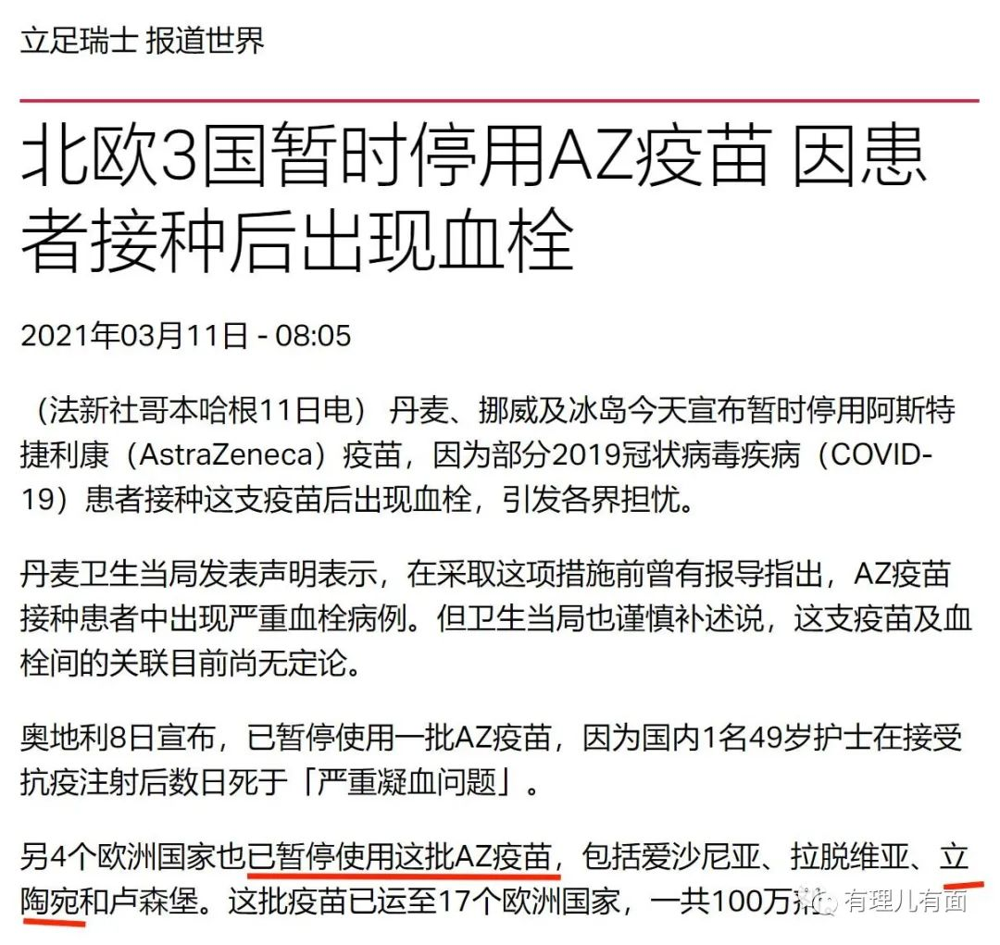 立足瑞士 报道世界
北欧3国暂时停用AZ疫苗 因患
者接种后出现血栓
2021年03月11日 - 08:05
（法新社哥本哈根11日电） 丹麦、挪威及冰岛今天宣布暂时停用阿斯特
捷利康（AstraZeneca）疫苗，因为部分2019冠状病毒疾病（COVID-
19）患者接种这支疫苗后出现血栓，引发各界担忧。
丹麦卫生当局发表声明表示，在采取这项措施前曾有报导指出，AZ疫苗
接种患者中出现严重血栓病例。但卫生当局也谨慎补述说，这支疫苗及血
栓间的关联目前尚无定论。
奥地利8日宣布，已暂停使用一批AZ疫苗，因为国内1名49岁护士在接受
抗疫注射后数日死于「严重凝血问题」。
另4个欧洲国家也已暂停使用这批AZ疫苗，包括爱沙尼亚、拉脱维亚、立
陶宛和卢森堡。这批疫苗已运至17个欧洲国家，一共100万剂
有理儿有面